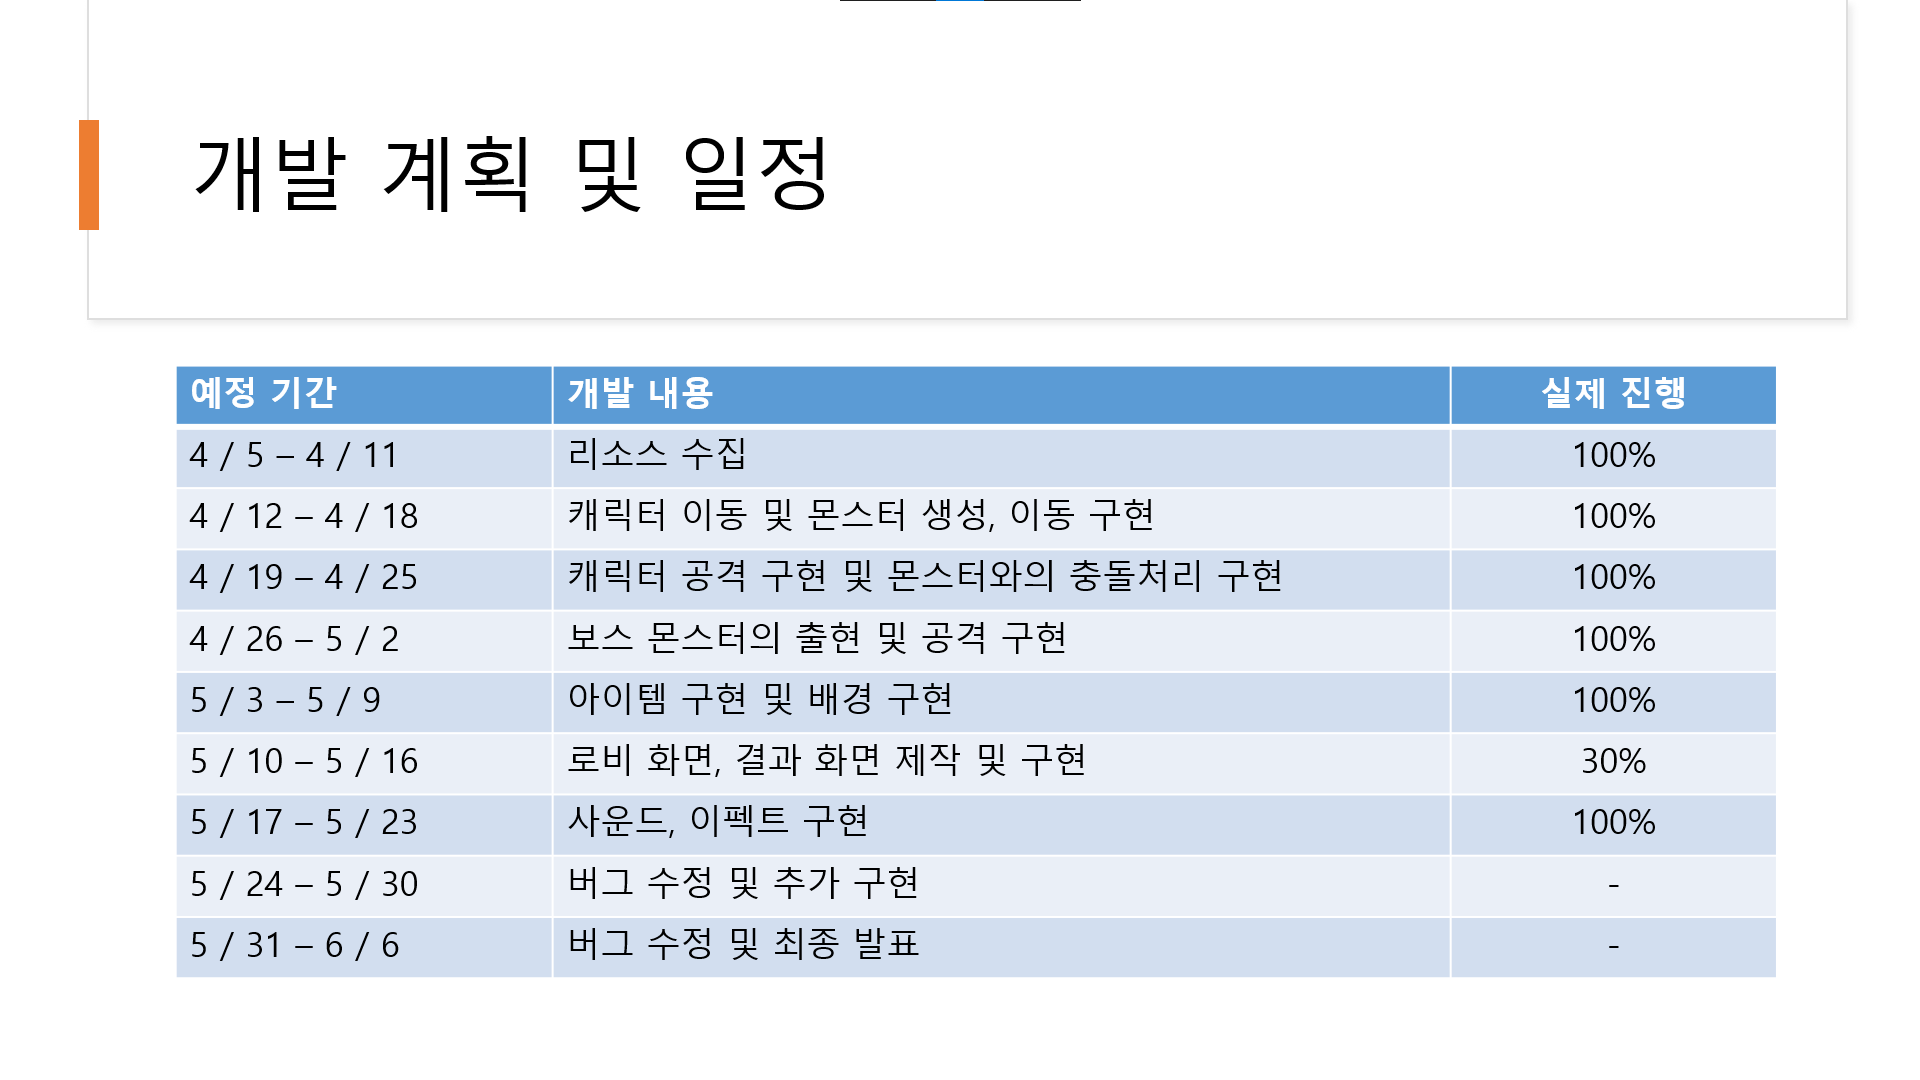 개발 계획 및 일정
예정 기간 개발 내용 실제 진행
4 / 5 – 4 / 11 리소스 수집 100%
4 / 12 – 4 / 18 캐릭터 이동 및 몬스터 생성, 이동 구현 100%
4 / 19 – 4 / 25 캐릭터 공격 구현 및 몬스터와의 충돌처리 구현 100%
4 / 26 – 5 / 2 보스 몬스터의 출현 및 공격 구현 100%
5 / 3 – 5 / 9 아이템 구현 및 배경 구현 100%
5 / 10 – 5 / 16 로비 화면, 결과 화면 제작 및 구현 30%
5 / 17 – 5 / 23 사운드, 이펙트 구현 100%
5 / 24 – 5 / 30 버그 수정 및 추가 구현 -
5 / 31 – 6 / 6 버그 수정 및 최종 발표 -